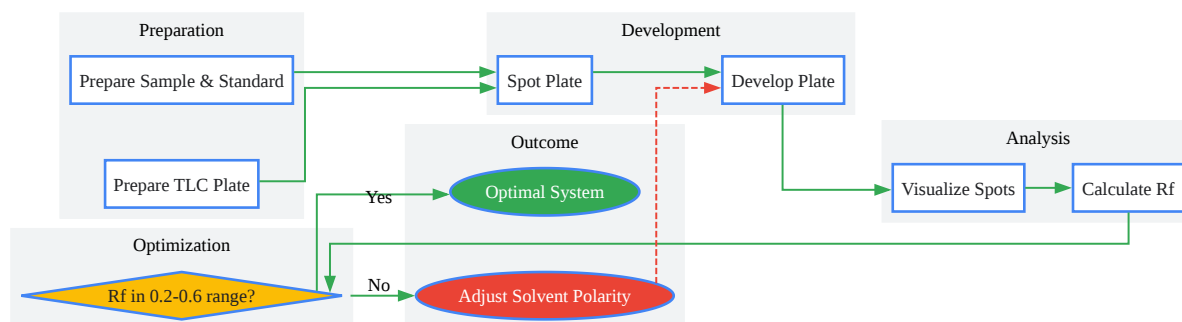 Preparation
Prepare Sample & Standard
Prepare TLC Plate
Development
Spot Plate
Develop Plate
Analysis
Visualize Spots
Calculate Rf
Optimization
Rf in 0.2-0.6 range?
Yes
No
Outcome
Optimal System
Adjust Solvent Polarity